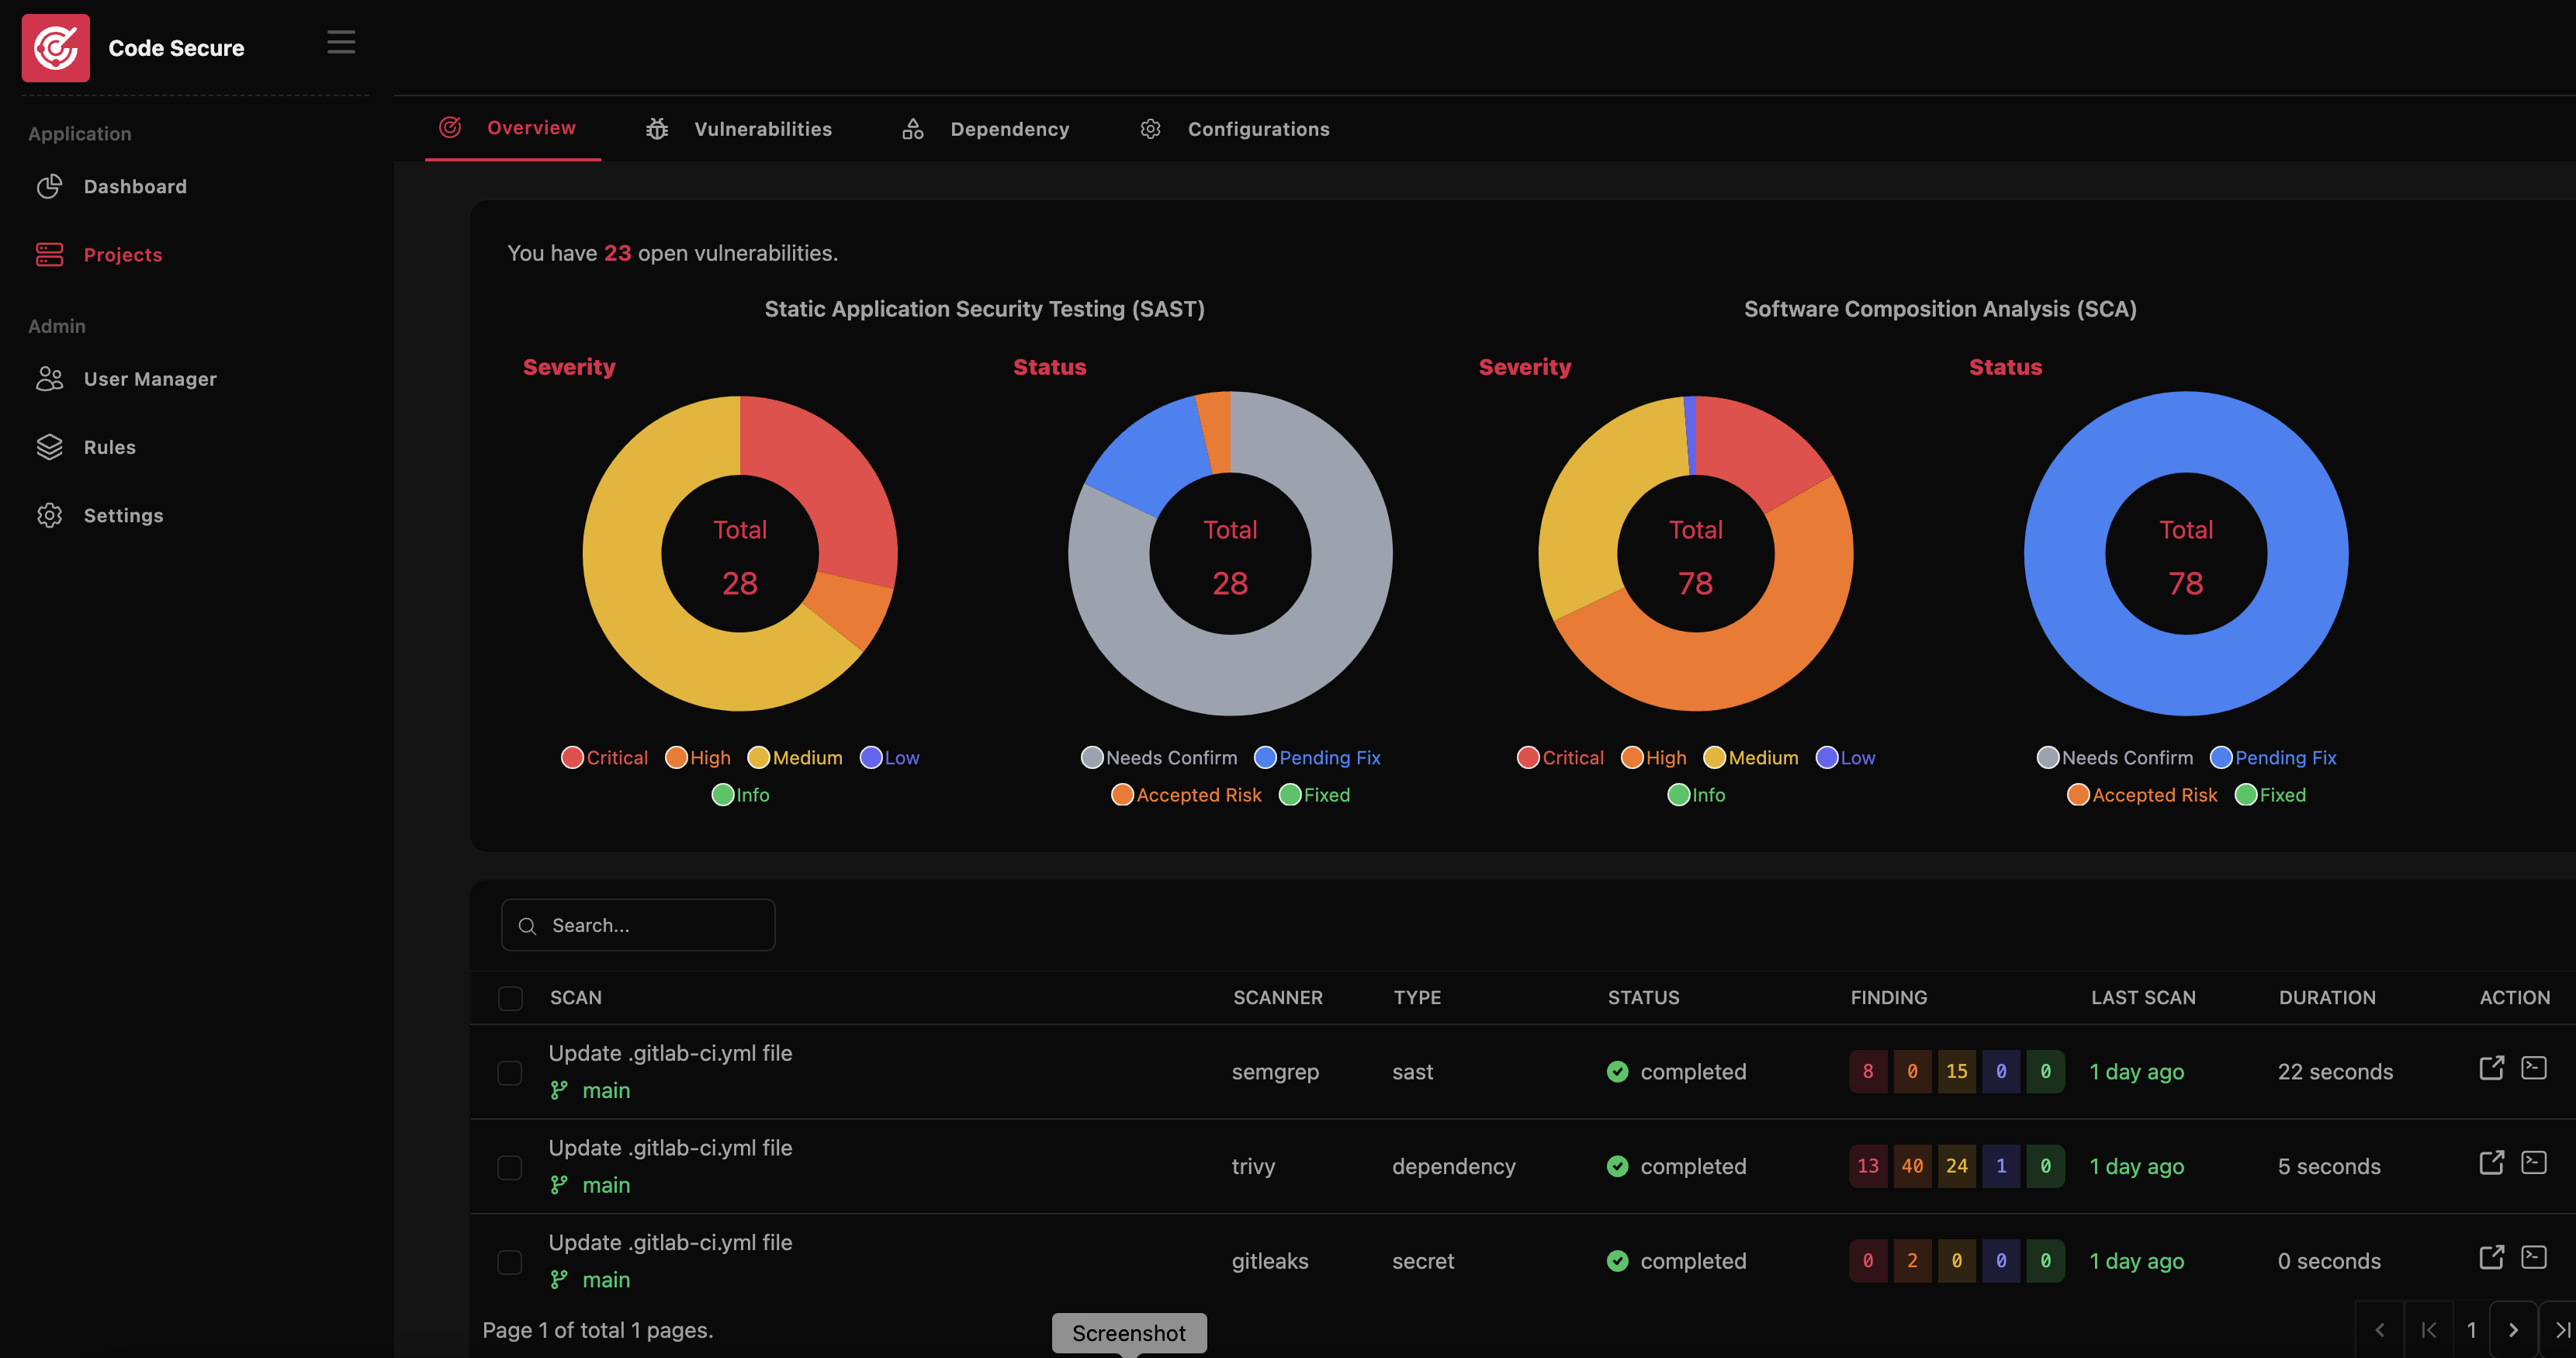 Code Secure
Application
Dashboard
Projects
Admin
User Manager
Rules
Settings
Overview Vulnerabilities Dependency Configurations
You have 23 open vulnerabilities.
Static Application Security Testing (SAST) Software Composition Analysis (SCA)
Severity Status Severity Status
Total Total Total Total
28 28 78 78
Critical High Medium Low Needs Confirm Pending Fix Critical High Medium Low Needs Confirm Pending Fix
Info Accepted Risk Fixed Info Accepted Risk Fixed
Search...
SCAN SCANNER TYPE STATUS FINDING LAST SCAN DURATION ACTION
Update .gitlab-ci.yml file
main
semgrep sast completed 8 0 15 0 0 1 day ago 22 seconds
Update .gitlab-ci.yml file
main
trivy dependency completed 13 40 24 1 0 1 day ago 5 seconds
Update .gitlab-ci.yml file
main
gitleaks secret completed 0 2 0 0 0 1 day ago 0 seconds
Page 1 of total 1 pages. 1
Screenshot